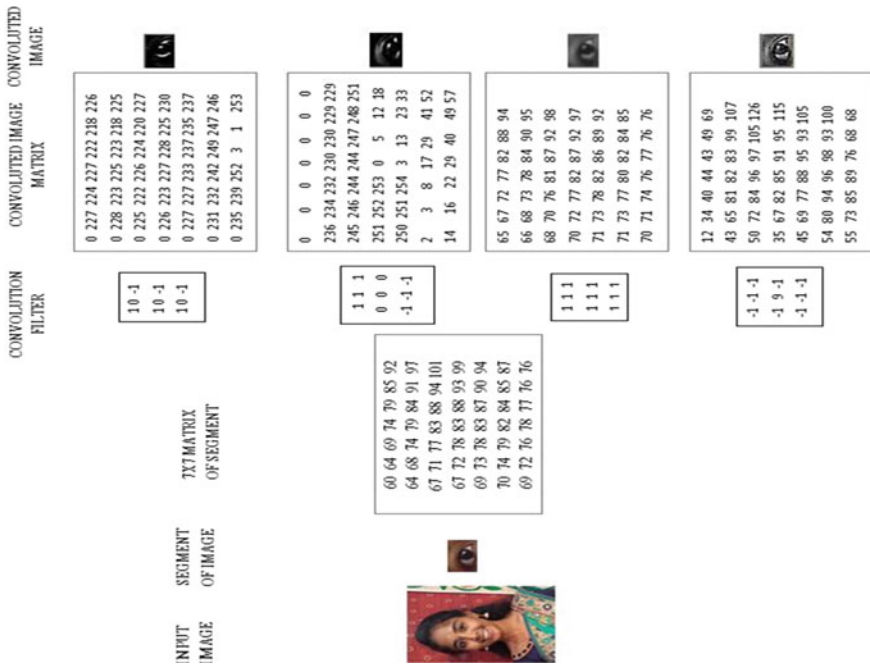 INPUT
IMAGE
SEGMENT
OF IMAGE
7X7 MATRIX
OF SEGMENT
CONVOLUTION
FILTER
CONVOLUTED IMAGE
MATRIX
CONVOLUTED
IMAGE
1 0 -1
1 0 -1
1 0 -1
0 227 224 227 222 218 226
0 228 223 225 223 218 225
0 225 222 226 224 220 227
0 226 223 227 228 225 230
0 227 227 233 237 235 237
0 231 232 242 249 247 246
0 235 239 252 3 1 253
60 64 69 74 79 85 92
64 68 74 79 84 91 97
67 71 77 83 88 94 101
67 72 78 83 88 93 99
69 73 78 83 87 90 94
70 74 79 82 84 85 87
69 72 76 78 77 76 76
1 1 1
0 0 0
-1 -1 -1
0 0 0 0 0 0 0
236 234 232 230 230 229 229
245 246 244 244 247 248 251
251 252 253 0 5 12 18
250 251 254 3 13 23 33
2 3 8 17 29 41 52
14 16 22 29 40 49 57
1 1 1
1 1 1
1 1 1
65 67 72 77 82 88 94
66 68 73 78 84 90 95
68 70 76 81 87 92 98
70 72 77 82 87 92 97
71 73 78 82 86 89 92
71 73 77 80 82 84 85
70 71 74 76 77 76 76
-1 -1 -1
-1 9 -1
-1 -1 -1
12 34 40 44 43 49 69
43 65 81 82 83 99 107
50 72 84 96 97 105 126
35 67 82 85 91 95 115
45 69 77 88 95 93 105
54 80 94 96 98 93 100
55 73 85 89 76 68 68